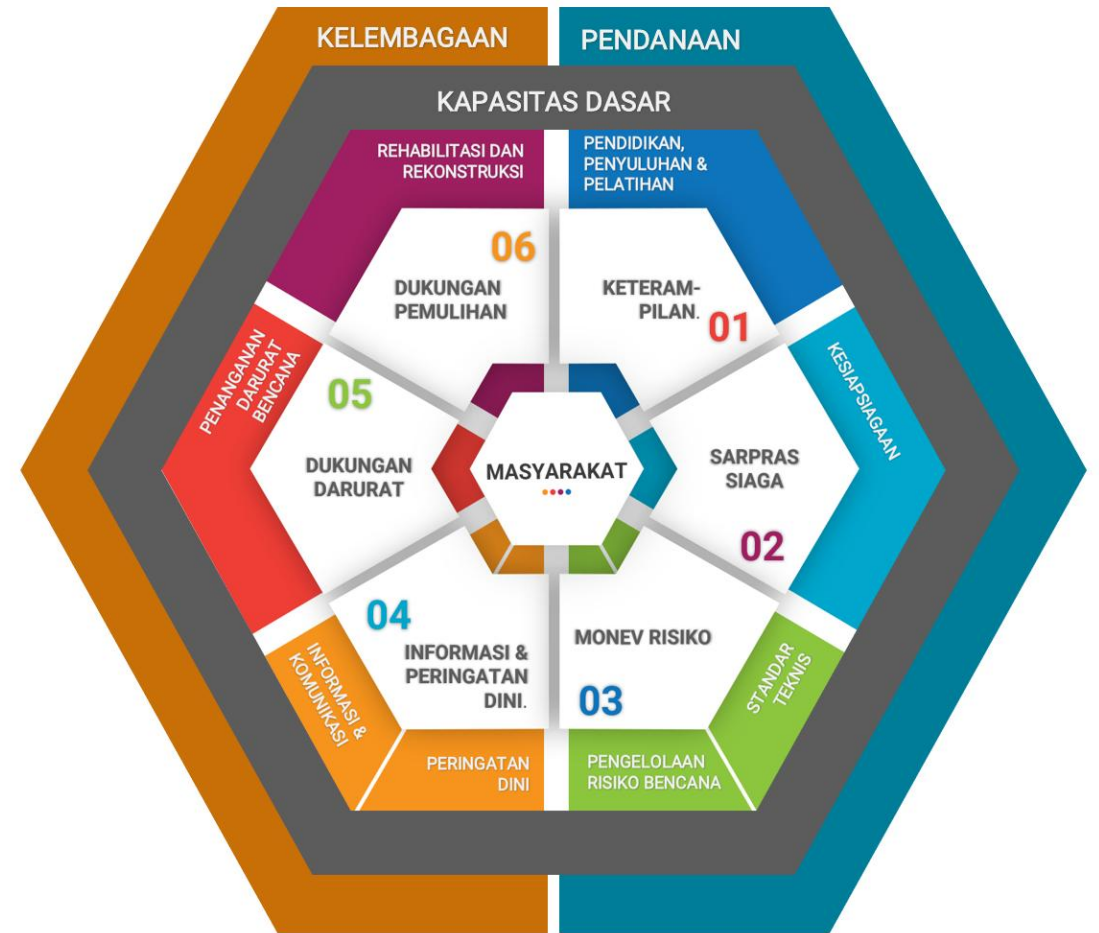 KELEMBAGAAN
PENDANAAN
KAPASITAS DASAR
REHABILITASI DAN
REKONSTRUKSI
PENDIDIKAN,
PENYULUHAN &
PELATIHAN
06
DUKUNGAN
PEMULIHAN
KETERAM-
PILAN.
01
PENANGANAN
DARURAT
BENCANA
KESIAPSIAGAAN
05
DUKUNGAN
DARURAT
MASYARAKAT
SARPRAS
SIAGA
02
04
INFORMASI &
PERINGATAN
DINI.
MONEV RISIKO
03
INFORMASI &
KOMUNIKASI
STANDAR
TEKNIS
PERINGATAN
DINI
PENGELOLAAN
RISIKO BENCANA